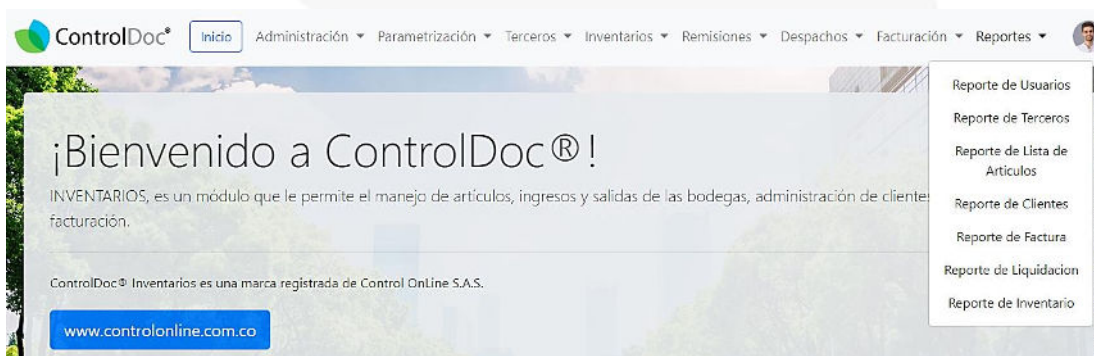 ControlDoc® Inicio Administración Parametrización Terceros Inventarios Remisiones Despachos Facturación Reportes
Reporte de Usuarios
Reporte de Terceros
Reporte de Lista de
Articulos
Reporte de Clientes
Reporte de Factura
Reporte de Liquidacion
Reporte de Inventario
¡Bienvenido a ControlDoc®!
INVENTARIOS, es un módulo que le permite el manejo de artículos, ingresos y salidas de las bodegas, administración de clientes
facturación.
ControlDoc® Inventarios es una marca registrada de Control OnLine S.A.S.
www.controlonline.com.co